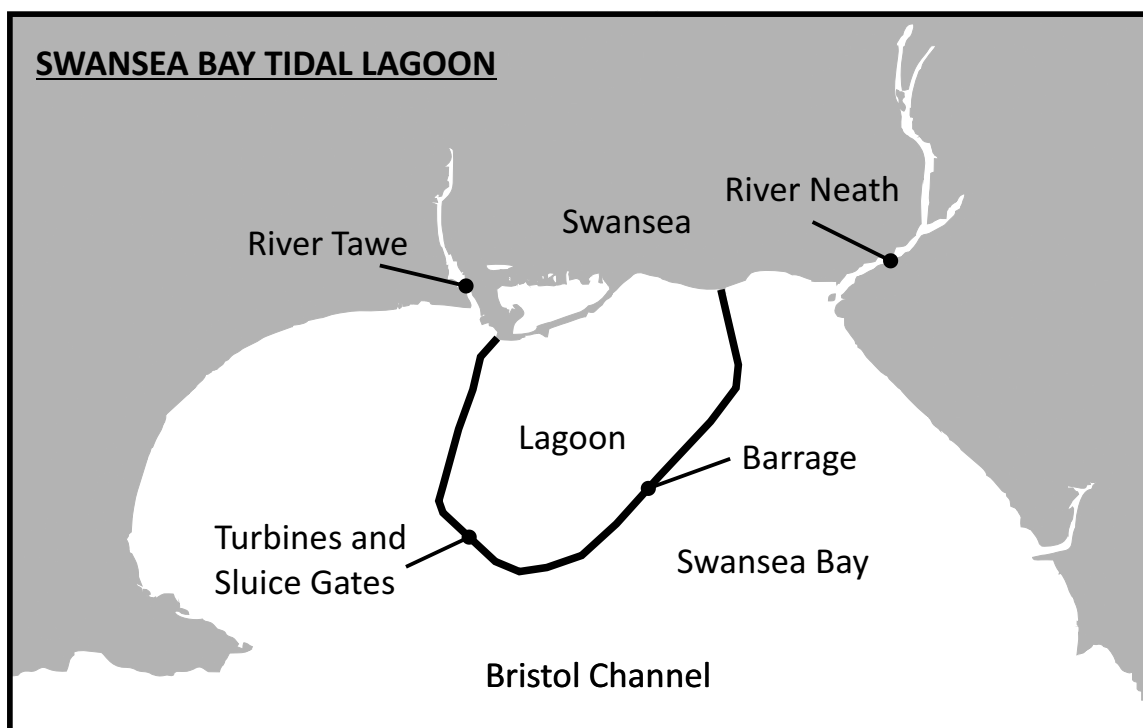 SWANSEA BAY TIDAL LAGOON
River Neath
Swansea
River Tawe
Lagoon
Barrage
Turbines and
Sluice Gates
Swansea Bay
Bristol Channel